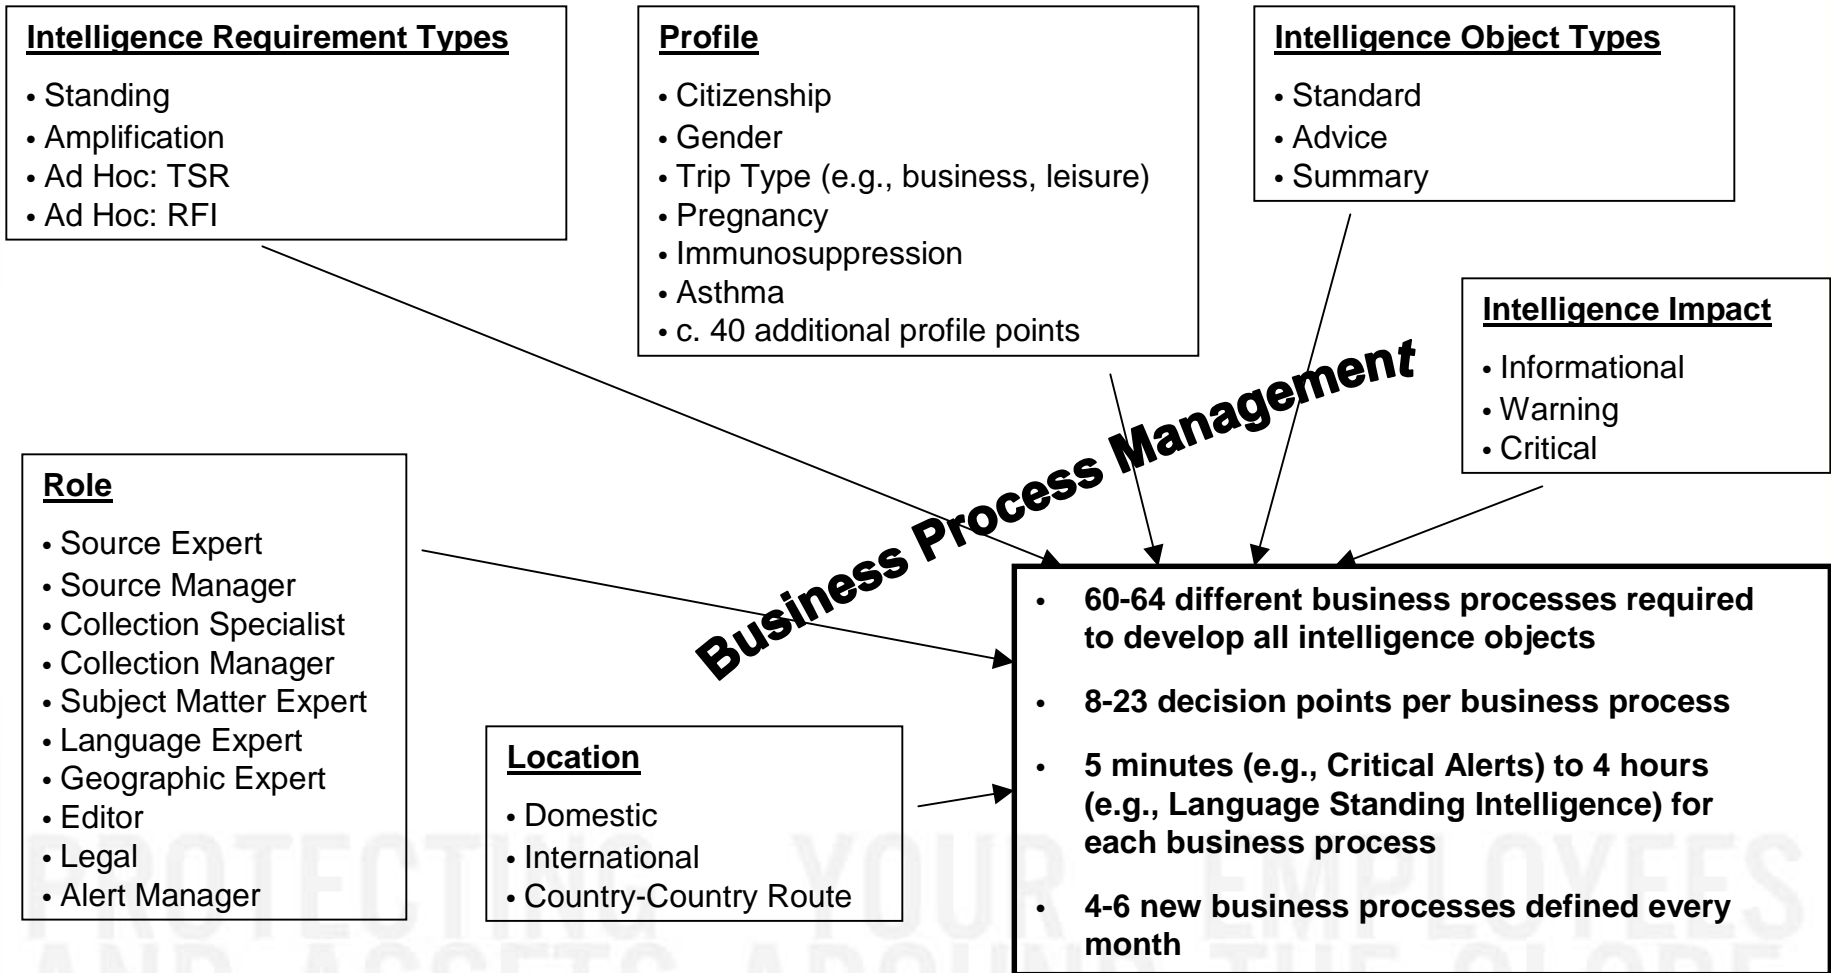 Intelligence Requirement Types
• Standing
• Amplification
• Ad Hoc: TSR
• Ad Hoc: RFI
Profile
• Citizenship
• Gender
• Trip Type (e.g., business, leisure)
• Pregnancy
• Immunosuppression
• Asthma
• c. 40 additional profile points
Intelligence Object Types
• Standard
• Advice
• Summary
Intelligence Impact
• Informational
• Warning
• Critical
Business Process Management
Role
• Source Expert
• Source Manager
• Collection Specialist
• Collection Manager
• Subject Matter Expert
• Language Expert
• Geographic Expert
• Editor
• Legal
• Alert Manager
Location
• Domestic
• International
• Country-Country Route
• 60-64 different business processes required
to develop all intelligence objects
• 8-23 decision points per business process
• 5 minutes (e.g., Critical Alerts) to 4 hours
(e.g., Language Standing Intelligence) for
each business process
• 4-6 new business processes defined every
month
PROTECTING YOUR EMPLOYEES
AND ASSETS AROUND THE GLOBE